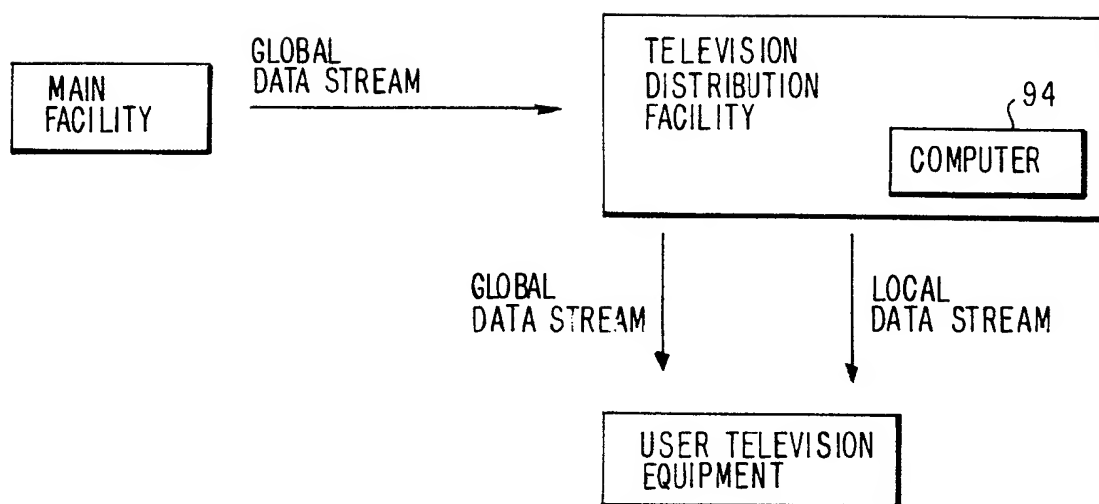 MAIN
FACILITY
GLOBAL
DATA STREAM
TELEVISION
DISTRIBUTION
FACILITY
94
COMPUTER
GLOBAL
DATA STREAM
LOCAL
DATA STREAM
USER TELEVISION
EQUIPMENT